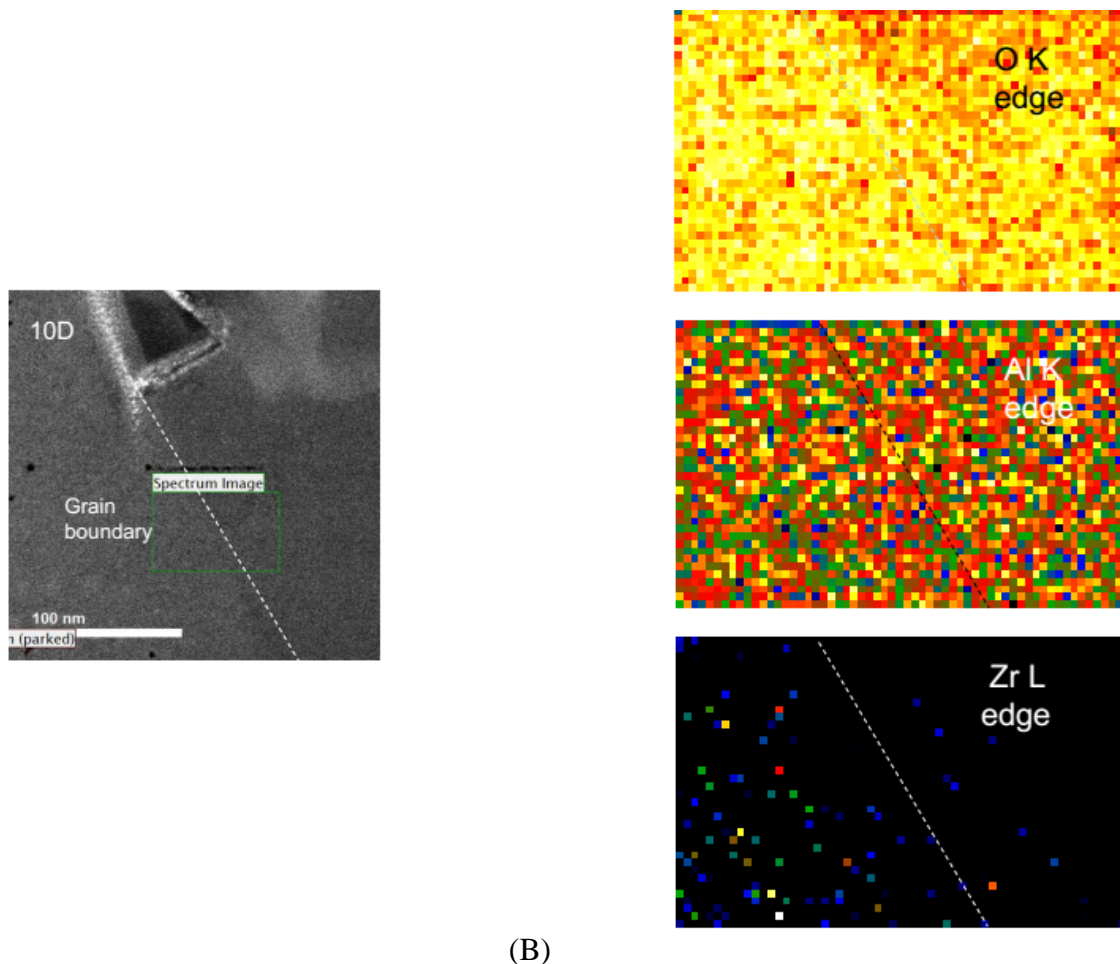 10D
Spectrum Image
Grain
boundary
100 nm
(parked)
O K
edge
Al K
edge
Zr L
edge
(B)